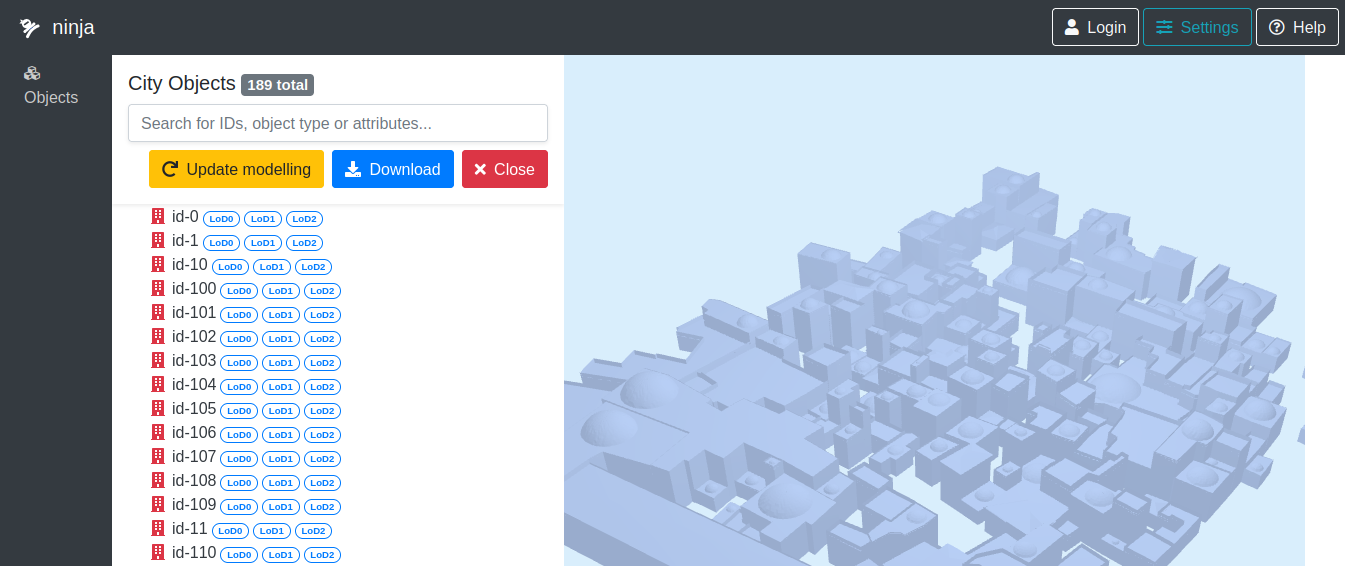 ninja
Login Settings Help
Objects
City Objects 189 total
Search for IDs, object type or attributes...
Update modelling Download Close
id-0 LoD0 LoD1 LoD2
id-1 LoD0 LoD1 LoD2
id-10 LoD0 LoD1 LoD2
id-100 LoD0 LoD1 LoD2
id-101 LoD0 LoD1 LoD2
id-102 LoD0 LoD1 LoD2
id-103 LoD0 LoD1 LoD2
id-104 LoD0 LoD1 LoD2
id-105 LoD0 LoD1 LoD2
id-106 LoD0 LoD1 LoD2
id-107 LoD0 LoD1 LoD2
id-108 LoD0 LoD1 LoD2
id-109 LoD0 LoD1 LoD2
id-11 LoD0 LoD1 LoD2
id-110 LoD0 LoD1 LoD2